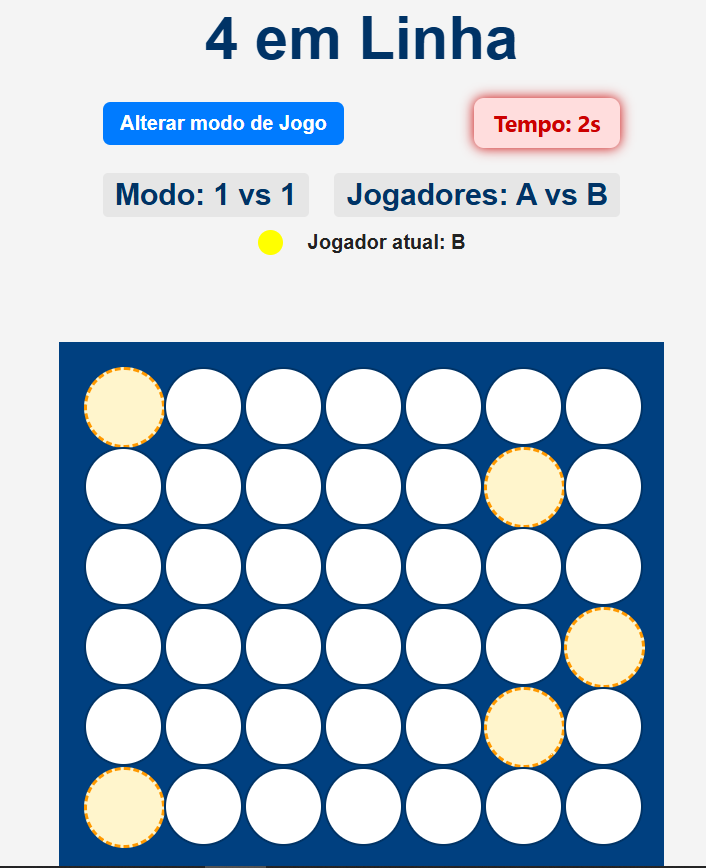 4 em Linha
Alterar modo de Jogo
Tempo: 2s
Modo: 1 vs 1
Jogadores: A vs B
Jogador atual: B